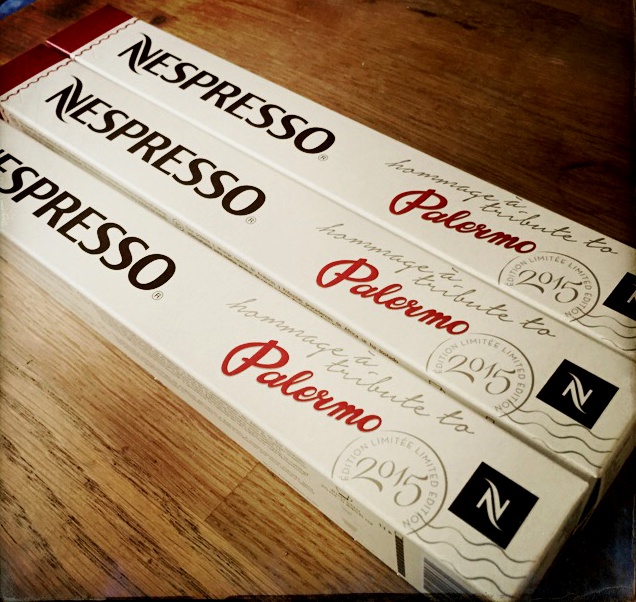 NESPRESSO
hommage à
tribute to
Palermo
EDITION LIMITÉE LIMITED EDITION
2015
N
NESPRESSO
hommage à
tribute to
Palermo
EDITION LIMITÉE LIMITED EDITION
2015
N
NESPRESSO
hommage à
tribute to
Palermo
EDITION LIMITÉE LIMITED EDITION
2015
N